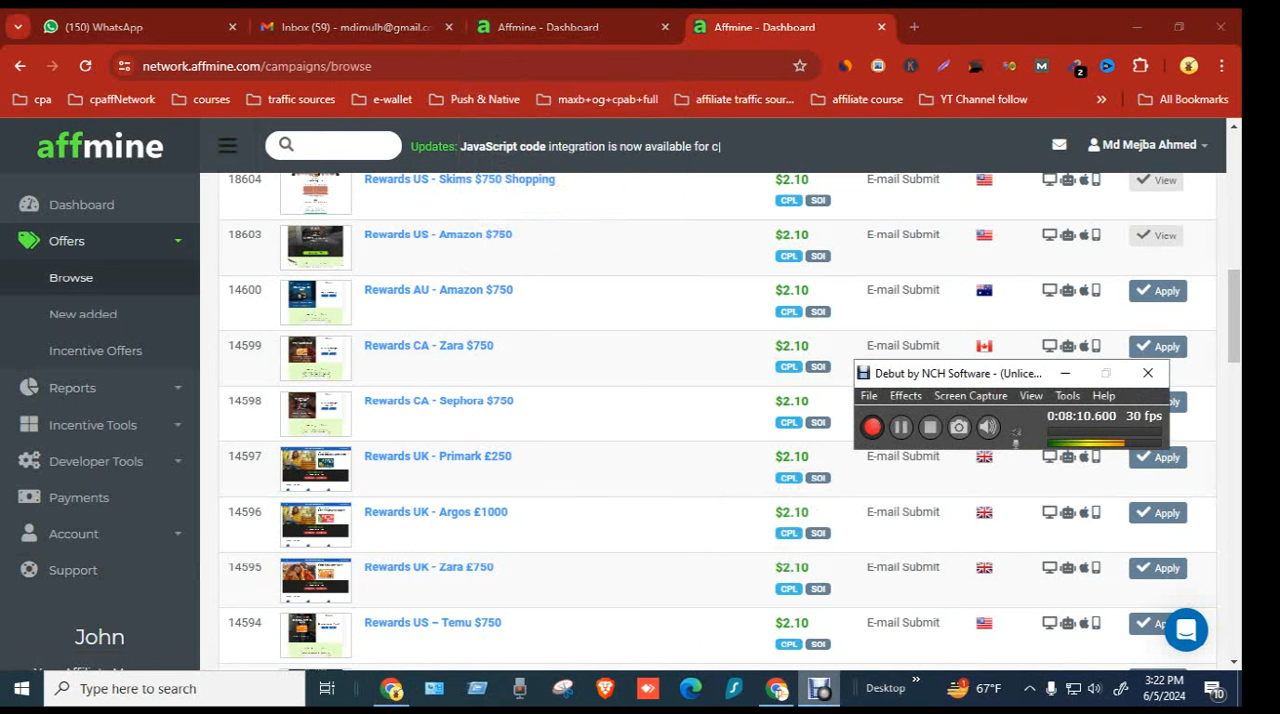 (150) WhatsApp
Inbox (59) - mdimulh@gmail.cc
Affmine - Dashboard
Affmine - Dashboard
network.affmine.com/campaigns/browse
2
cpa
cpaffNetwork
courses
traffic sources
e-wallet
Push & Native
maxb+og+cpab+full
affiliate traffic sour...
affiliate course
YT Channel follow
All Bookmarks
affmine
Updates: JavaScript code integration is now available for c|
Md Mejba Ahmed
Dashboard
Offers
Browse
New added
Incentive Offers
Reports
Incentive Tools
Developer Tools
Payments
Account
Support
John
18604 Rewards US - Skims $750 Shopping $2.10 E-mail Submit View
CPL SOI
18603 Rewards US - Amazon $750 $2.10 E-mail Submit View
CPL SOI
14600 Rewards AU - Amazon $750 $2.10 E-mail Submit Apply
CPL SOI
14599 Rewards CA - Zara $750 $2.10 E-mail Submit Apply
CPL SOI
14598 Rewards CA - Sephora $750 $2.10 E-mail Submit
CPL SOI
14597 Rewards UK - Primark £250 $2.10 E-mail Submit Apply
CPL SOI
14596 Rewards UK - Argos £1000 $2.10 E-mail Submit Apply
CPL SOI
14595 Rewards UK - Zara £750 $2.10 E-mail Submit Apply
CPL SOI
14594 Rewards US – Temu $750 $2.10 E-mail Submit
CPL SOI
Debut by NCH Software - (Unlice...
File Effects Screen Capture View Tools Help
0:08:10.600 30 fps
Type here to search
Desktop
67°F
3:22 PM
6/5/2024
10